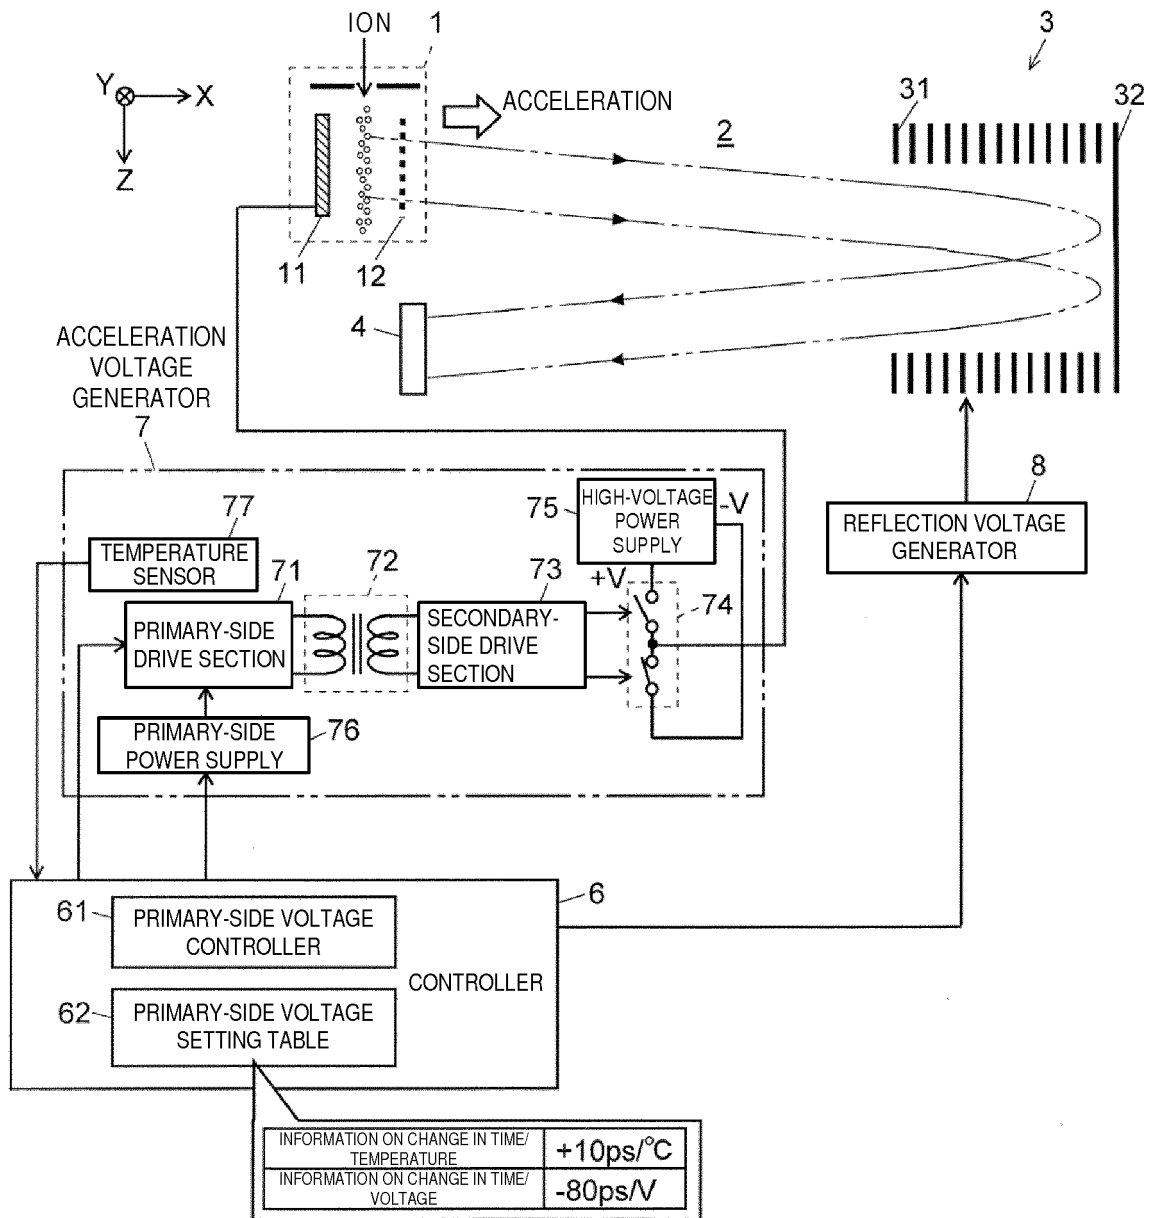 ION
1
3
Y
X
Z
ACCELERATION
2
31
32
11
12
4
ACCELERATION
VOLTAGE
GENERATOR
7
8
REFLECTION VOLTAGE
GENERATOR
77
TEMPERATURE
SENSOR
75
HIGH-VOLTAGE
POWER
SUPPLY
-V
+V
71
72
73
74
PRIMARY-SIDE
DRIVE SECTION
SECONDARY-
SIDE DRIVE
SECTION
PRIMARY-SIDE
POWER SUPPLY
76
6
61
PRIMARY-SIDE VOLTAGE
CONTROLLER
CONTROLLER
62
PRIMARY-SIDE VOLTAGE
SETTING TABLE
INFORMATION ON CHANGE IN TIME/
TEMPERATURE
+10ps/°C
INFORMATION ON CHANGE IN TIME/
VOLTAGE
-80ps/V